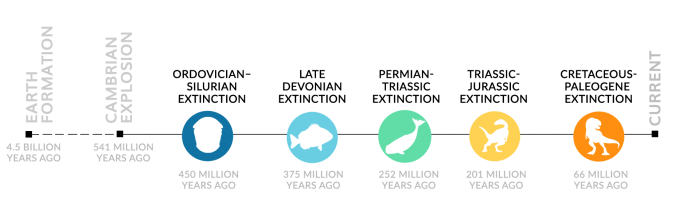 EARTH
FORMATION
4.5 BILLION
YEARS AGO
CAMBRIAN
EXPLOSION
541 MILLION
YEARS AGO
ORDOVICIAN–
SILURIAN
EXTINCTION
450 MILLION
YEARS AGO
LATE
DEVONIAN
EXTINCTION
375 MILLION
YEARS AGO
PERMIAN-
TRIASSIC
EXTINCTION
252 MILLION
YEARS AGO
TRIASSIC-
JURASSIC
EXTINCTION
201 MILLION
YEARS AGO
CRETACEOUS-
PALEOGENE
EXTINCTION
66 MILLION
YEARS AGO
CURRENT